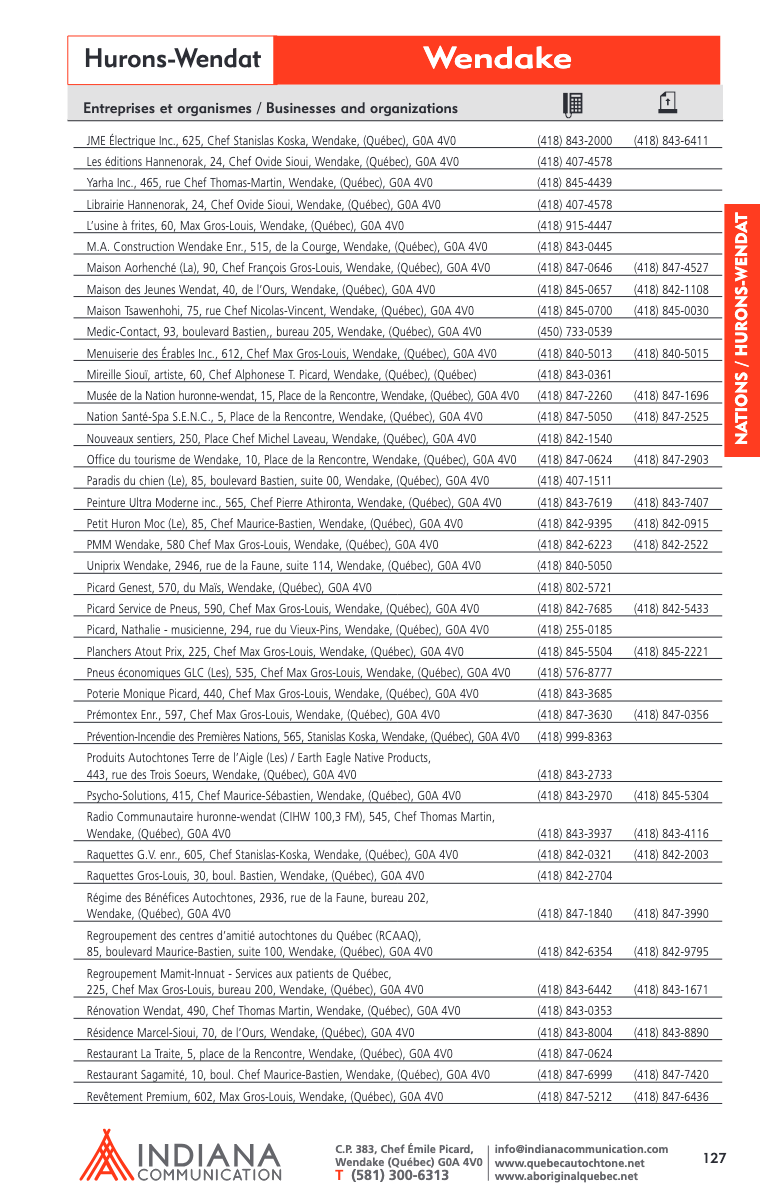 Hurons-Wendat
Wendake
Entreprises et organismes / Businesses and organizations
JME Électrique Inc., 625, Chef Stanislas Koska, Wendake, (Québec), G0A 4V0 (418) 843-2000 (418) 843-6411
Les éditions Hannenorak, 24, Chef Ovide Sioui, Wendake, (Québec), G0A 4V0 (418) 407-4578
Yarha Inc., 465, rue Chef Thomas-Martin, Wendake, (Québec), G0A 4V0 (418) 845-4439
Librairie Hannenorak, 24, Chef Ovide Sioui, Wendake, (Québec), G0A 4V0 (418) 407-4578
L’usine à frites, 60, Max Gros-Louis, Wendake, (Québec), G0A 4V0 (418) 915-4447
M.A. Construction Wendake Enr., 515, de la Courge, Wendake, (Québec), G0A 4V0 (418) 843-0445
Maison Aorhenché (La), 90, Chef François Gros-Louis, Wendake, (Québec), G0A 4V0 (418) 847-0646 (418) 847-4527
Maison des Jeunes Wendat, 40, de l’Ours, Wendake, (Québec), G0A 4V0 (418) 845-0657 (418) 842-1108
Maison Tsawenhohi, 75, rue Chef Nicolas-Vincent, Wendake, (Québec), G0A 4V0 (418) 845-0700 (418) 845-0030
Medic-Contact, 93, boulevard Bastien,, bureau 205, Wendake, (Québec), G0A 4V0 (450) 733-0539
Menuiserie des Érables Inc., 612, Chef Max Gros-Louis, Wendake, (Québec), G0A 4V0 (418) 840-5013 (418) 840-5015
Mireille Siouï, artiste, 60, Chef Alphonese T. Picard, Wendake, (Québec), (Québec) (418) 843-0361
Musée de la Nation huronne-wendat, 15, Place de la Rencontre, Wendake, (Québec), G0A 4V0 (418) 847-2260 (418) 847-1696
Nation Santé-Spa S.E.N.C., 5, Place de la Rencontre, Wendake, (Québec), G0A 4V0 (418) 847-5050 (418) 847-2525
Nouveaux sentiers, 250, Place Chef Michel Laveau, Wendake, (Québec), G0A 4V0 (418) 842-1540
Office du tourisme de Wendake, 10, Place de la Rencontre, Wendake, (Québec), G0A 4V0 (418) 847-0624 (418) 847-2903
Paradis du chien (Le), 85, boulevard Bastien, suite 00, Wendake, (Québec), G0A 4V0 (418) 407-1511
Peinture Ultra Moderne inc., 565, Chef Pierre Athironta, Wendake, (Québec), G0A 4V0 (418) 843-7619 (418) 843-7407
Petit Huron Moc (Le), 85, Chef Maurice-Bastien, Wendake, (Québec), G0A 4V0 (418) 842-9395 (418) 842-0915
PMM Wendake, 580 Chef Max Gros-Louis, Wendake, (Québec), G0A 4V0 (418) 842-6223 (418) 842-2522
Uniprix Wendake, 2946, rue de la Faune, suite 114, Wendake, (Québec), G0A 4V0 (418) 840-5050
Picard Genest, 570, du Maïs, Wendake, (Québec), G0A 4V0 (418) 802-5721
Picard Service de Pneus, 590, Chef Max Gros-Louis, Wendake, (Québec), G0A 4V0 (418) 842-7685 (418) 842-5433
Picard, Nathalie - musicienne, 294, rue du Vieux-Pins, Wendake, (Québec), G0A 4V0 (418) 255-0185
Planchers Atout Prix, 225, Chef Max Gros-Louis, Wendake, (Québec), G0A 4V0 (418) 845-5504 (418) 845-2221
Pneus économiques GLC (Les), 535, Chef Max Gros-Louis, Wendake, (Québec), G0A 4V0 (418) 576-8777
Poterie Monique Picard, 440, Chef Max Gros-Louis, Wendake, (Québec), G0A 4V0 (418) 843-3685
Prémontex Enr., 597, Chef Max Gros-Louis, Wendake, (Québec), G0A 4V0 (418) 847-3630 (418) 847-0356
Prévention-Incendie des Premières Nations, 565, Stanislas Koska, Wendake, (Québec), G0A 4V0 (418) 999-8363
Produits Autochtones Terre de l’Aigle (Les) / Earth Eagle Native Products,
443, rue des Trois Soeurs, Wendake, (Québec), G0A 4V0 (418) 843-2733
Psycho-Solutions, 415, Chef Maurice-Sébastien, Wendake, (Québec), G0A 4V0 (418) 843-2970 (418) 845-5304
Radio Communautaire huronne-wendat (CIHW 100,3 FM), 545, Chef Thomas Martin,
Wendake, (Québec), G0A 4V0 (418) 843-3937 (418) 843-4116
Raquettes G.V. enr., 605, Chef Stanislas-Koska, Wendake, (Québec), G0A 4V0 (418) 842-0321 (418) 842-2003
Raquettes Gros-Louis, 30, boul. Bastien, Wendake, (Québec), G0A 4V0 (418) 842-2704
Régime des Bénéfices Autochtones, 2936, rue de la Faune, bureau 202,
Wendake, (Québec), G0A 4V0 (418) 847-1840 (418) 847-3990
Regroupement des centres d’amitié autochtones du Québec (RCAAQ),
85, boulevard Maurice-Bastien, suite 100, Wendake, (Québec), G0A 4V0 (418) 842-6354 (418) 842-9795
Regroupement Mamit-Innuat - Services aux patients de Québec,
225, Chef Max Gros-Louis, bureau 200, Wendake, (Québec), G0A 4V0 (418) 843-6442 (418) 843-1671
Rénovation Wendat, 490, Chef Thomas Martin, Wendake, (Québec), G0A 4V0 (418) 843-0353
Résidence Marcel-Sioui, 70, de l’Ours, Wendake, (Québec), G0A 4V0 (418) 843-8004 (418) 843-8890
Restaurant La Traite, 5, place de la Rencontre, Wendake, (Québec), G0A 4V0 (418) 847-0624
Restaurant Sagamité, 10, boul. Chef Maurice-Bastien, Wendake, (Québec), G0A 4V0 (418) 847-6999 (418) 847-7420
Revêtement Premium, 602, Max Gros-Louis, Wendake, (Québec), G0A 4V0 (418) 847-5212 (418) 847-6436
NATIONS / HURONS-WENDAT
INDIANA
COMMUNICATION
C.P. 383, Chef Émile Picard,
Wendake (Québec) G0A 4V0
T (581) 300-6313
info@indianacommunication.com
www.quebecautochtone.net
www.aboriginalquebec.net
127